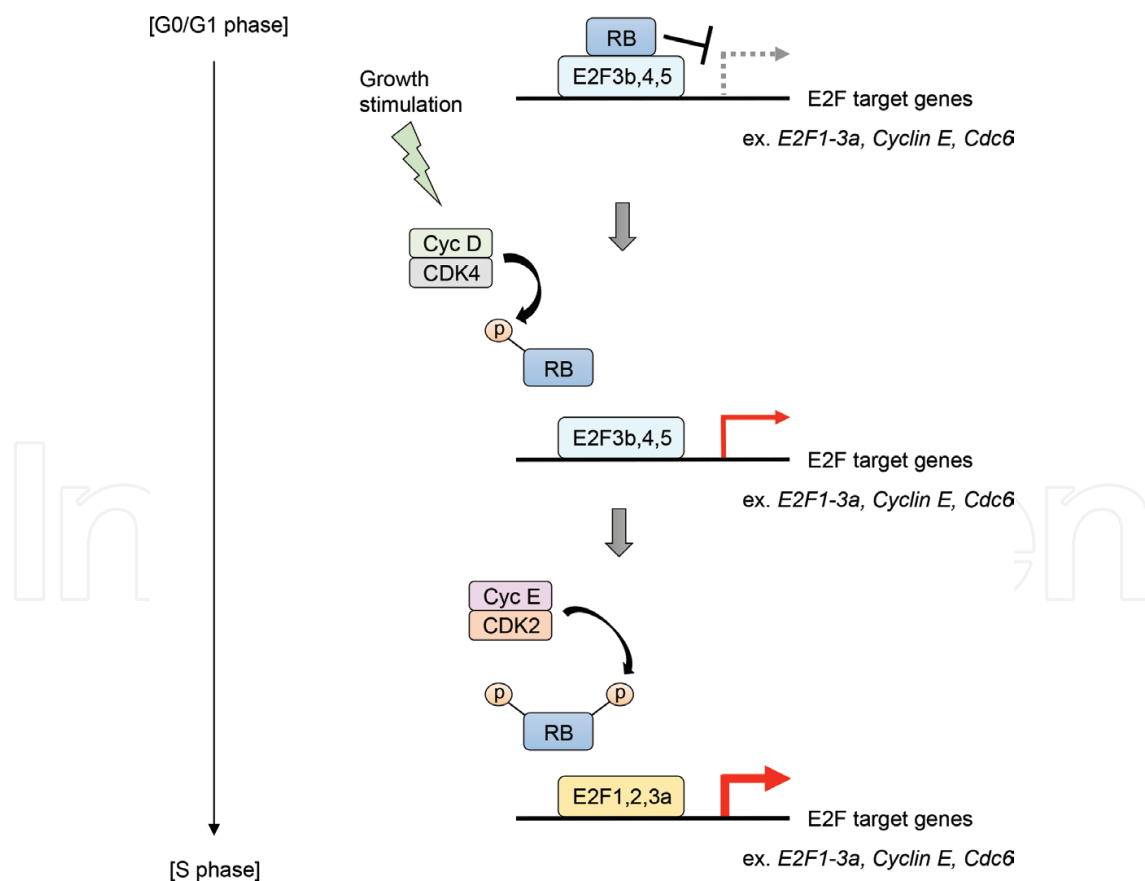 [G0/G1 phase]
RB
E2F3b,4,5
E2F target genes
ex. E2F1-3a, Cyclin E, Cdc6
Growth
stimulation
Cyc D
CDK4
p
RB
E2F3b,4,5
E2F target genes
ex. E2F1-3a, Cyclin E, Cdc6
In
en
Cyc E
CDK2
p
p
RB
E2F1,2,3a
E2F target genes
ex. E2F1-3a, Cyclin E, Cdc6
[S phase]